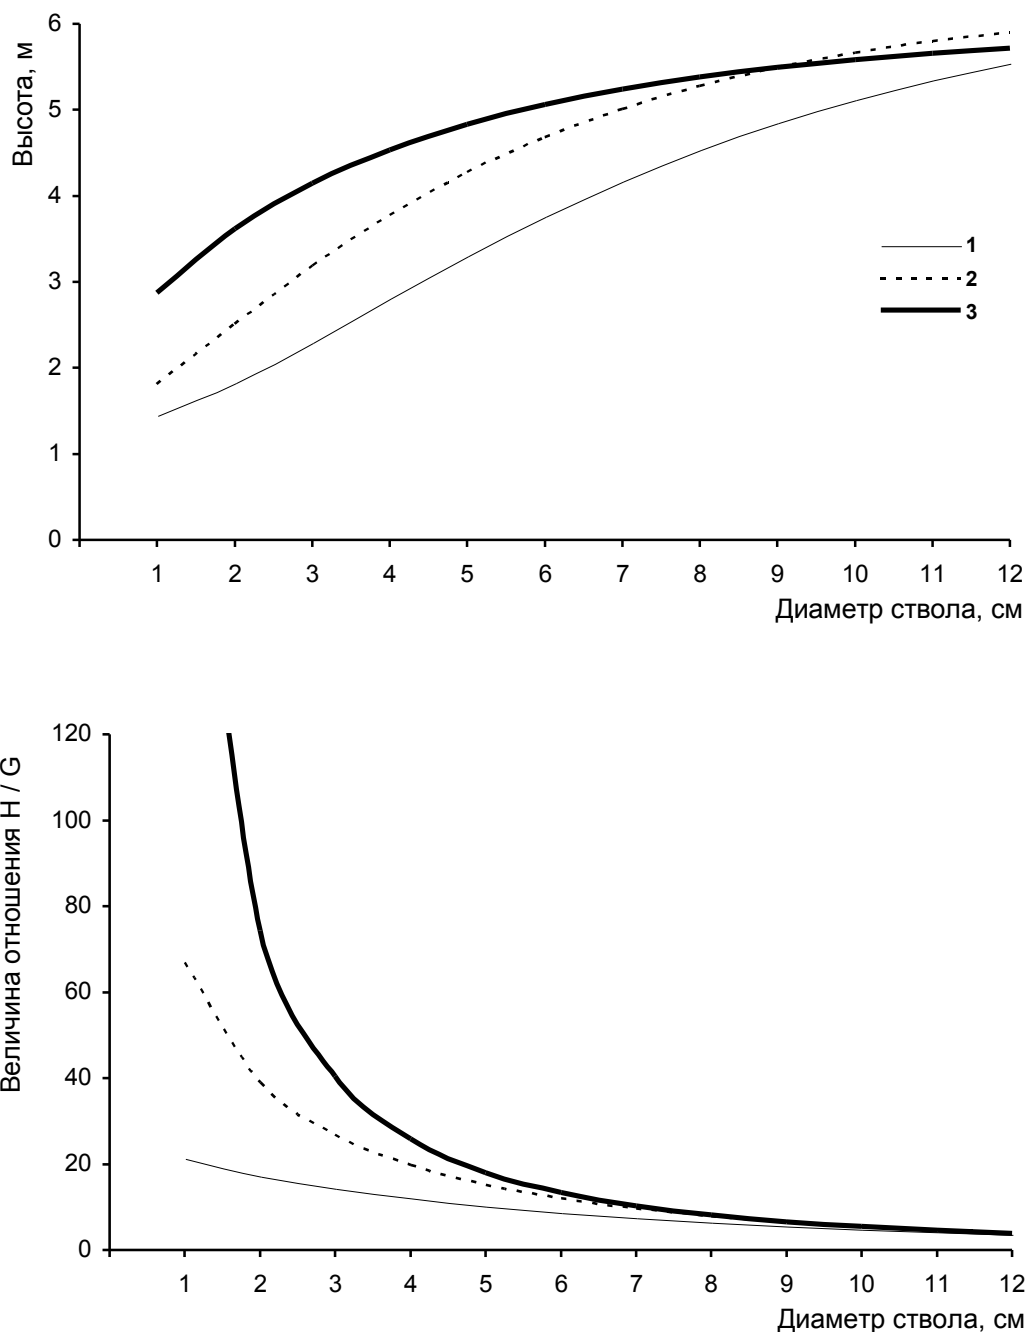 Высота, м
6
5
4
3
2
1
0
1
2
3
1 2 3 4 5 6 7 8 9 10 11 12
Диаметр ствола, см
Величина отношения H / G
120
100
80
60
40
20
0
1 2 3 4 5 6 7 8 9 10 11 12
Диаметр ствола, см